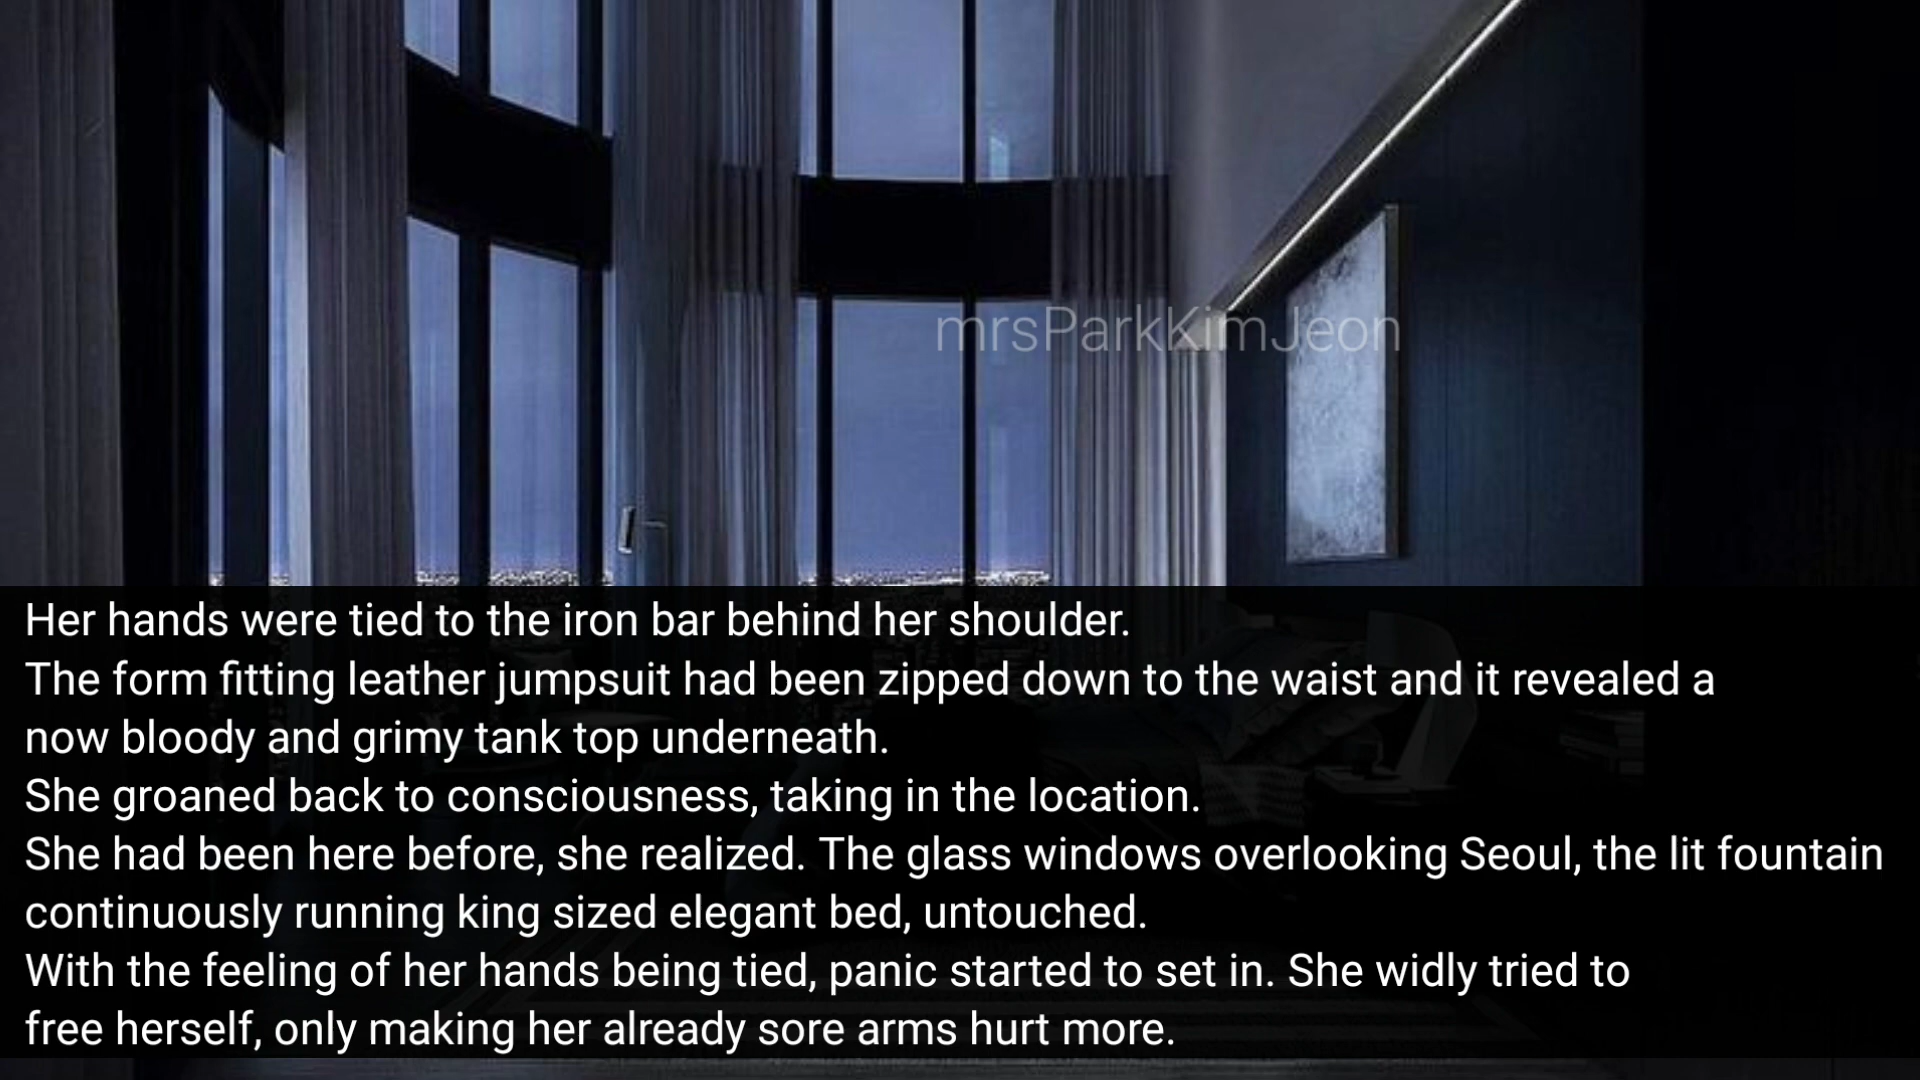 mrsParkKimJeon
Her hands were tied to the iron bar behind her shoulder.
The form fitting leather jumpsuit had been zipped down to the waist and it revealed a
now bloody and grimy tank top underneath.
She groaned back to consciousness, taking in the location.
She had been here before, she realized. The glass windows overlooking Seoul, the lit fountain
continuously running king sized elegant bed, untouched.
With the feeling of her hands being tied, panic started to set in. She widly tried to
free herself, only making her already sore arms hurt more.